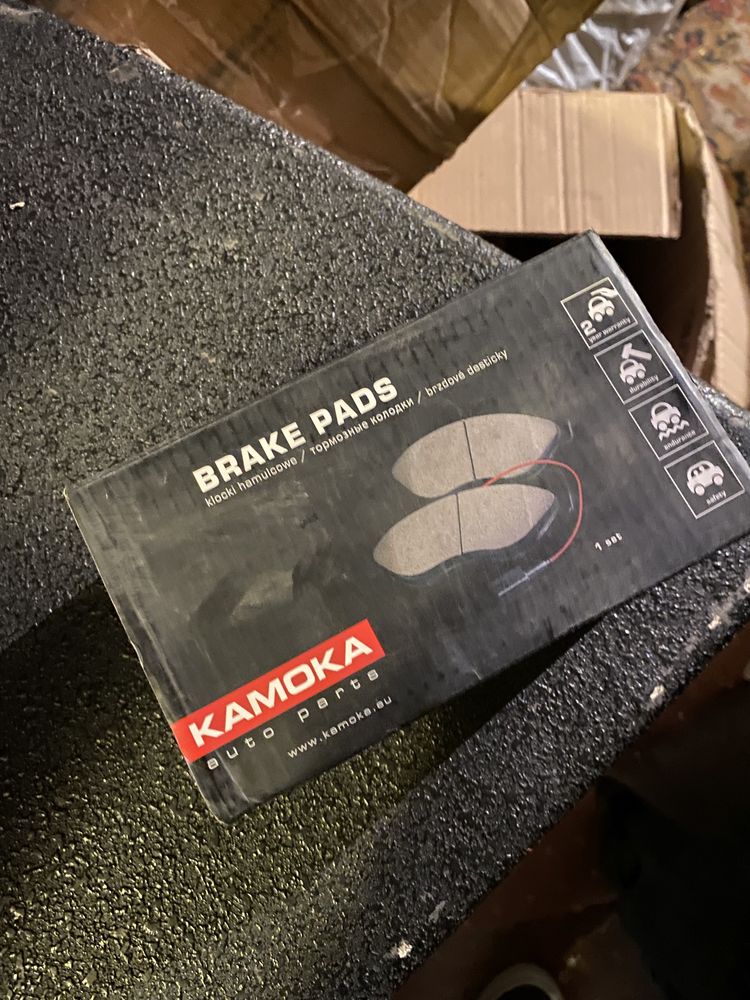 BRAKE PADS
klocki hamulcowe / тормозные колодки / brzdové desticky
2 year warranty
durability
endurance
safety
1 set
KAMOKA
auto parts
www.kamoka.eu